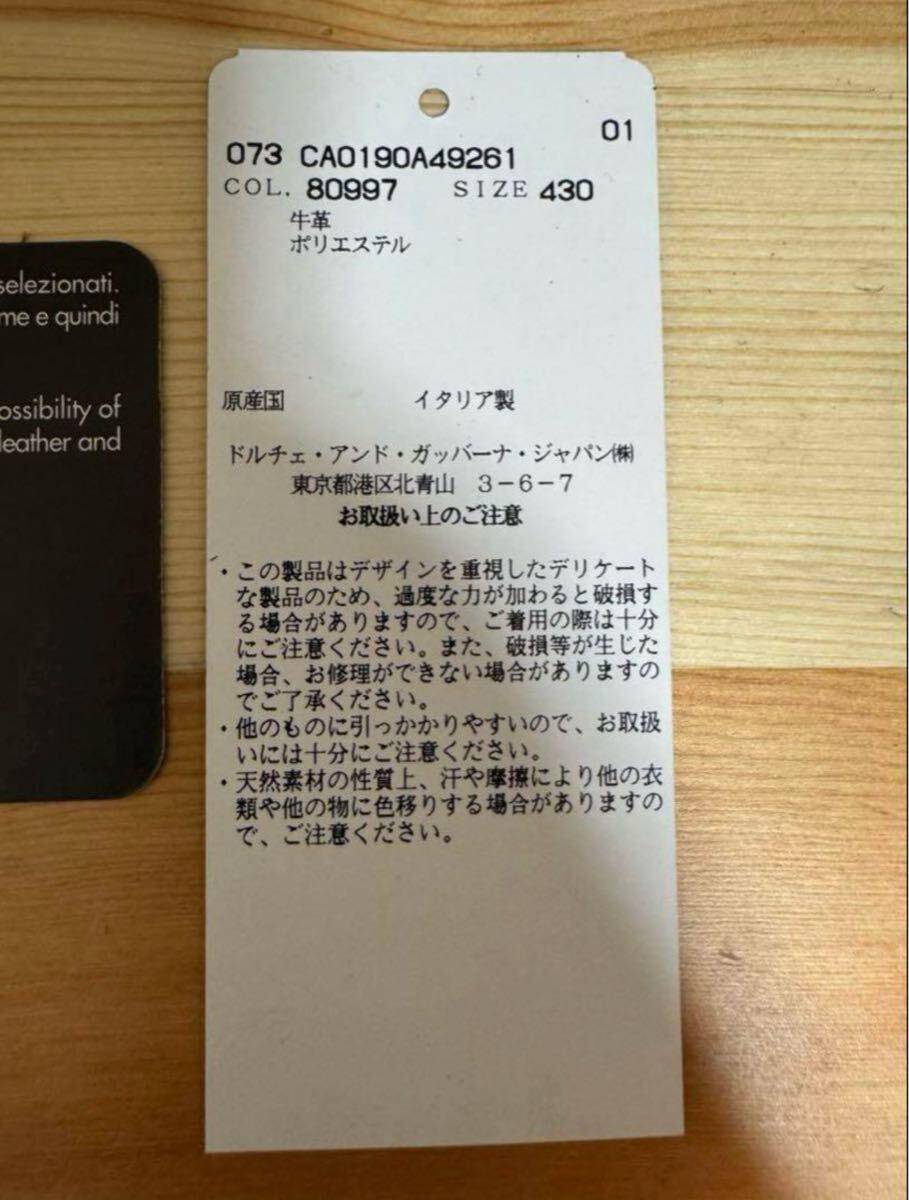 01
073 CA0190A49261
COL. 80997 SIZE 430
牛革
ポリエステル
原産国 イタリア製
ドルチェ・アンド・ガッバーナ・ジャパン㈱
東京都港区北青山 3-6-7
お取扱い上のご注意
・この製品はデザインを重視したデリケート
な製品のため、過度な力が加わると破損す
る場合がありますので、ご着用の際は十分
にご注意ください。また、破損等が生じた
場合、お修理ができない場合がありますの
でご了承ください。
・他のものに引っかかりやすいので、お取扱
いには十分にご注意ください。
・天然素材の性質上、汗や摩擦により他の衣
類や他の物に色移りする場合がありますの
で、ご注意ください。
selezionati.
me e quindi
ossibility of
leather and